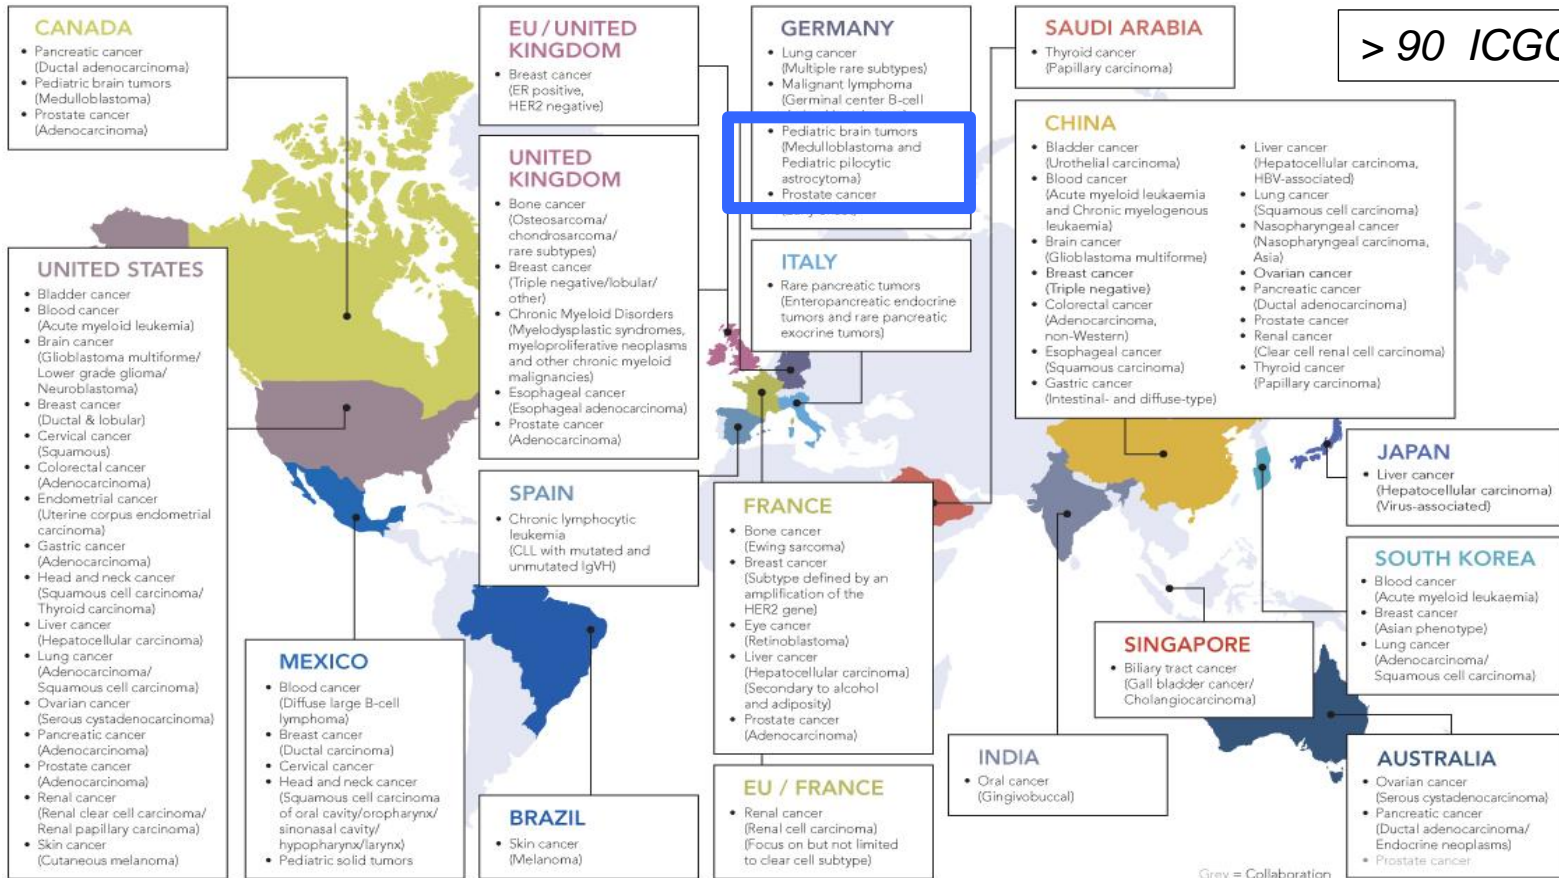 CANADA
• Pancreatic cancer
(Ductal adenocarcinoma)
• Pediatric brain tumors
(Medulloblastoma)
• Prostate cancer
(Adenocarcinoma)
EU / UNITED
KINGDOM
• Breast cancer
(ER positive,
HER2 negative)
GERMANY
• Lung cancer
(Multiple rare subtypes)
• Malignant lymphoma
(Germinal center B-cell
• Pediatric brain tumors
(Medulloblastoma and
Pediatric pilocytic
astrocytoma)
• Prostate cancer
SAUDI ARABIA
• Thyroid cancer
(Papillary carcinoma)
> 90 ICGC
UNITED
KINGDOM
• Bone cancer
(Osteosarcoma/
chondrosarcoma/
rare subtypes)
• Breast cancer
(Triple negative/lobular/
other)
• Chronic Myeloid Disorders
(Myelodysplastic syndromes,
myeloproliferative neoplasms
and other chronic myeloid
malignancies)
• Esophageal cancer
(Esophageal adenocarcinoma)
• Prostate cancer
(Adenocarcinoma)
ITALY
• Rare pancreatic tumors
(Enteropancreatic endocrine
tumors and rare pancreatic
exocrine tumors)
CHINA
• Bladder cancer
(Urothelial carcinoma)
• Blood cancer
(Acute myeloid leukaemia
and Chronic myelogenous
leukaemia)
• Brain cancer
(Glioblastoma multiforme)
• Breast cancer
(Triple negative)
• Colorectal cancer
(Adenocarcinoma,
non-Western)
• Esophageal cancer
(Squamous carcinoma)
• Gastric cancer
(Intestinal- and diffuse-type)
• Liver cancer
(Hepatocellular carcinoma,
HBV-associated)
• Lung cancer
(Squamous cell carcinoma)
• Nasopharyngeal cancer
(Nasopharyngeal carcinoma,
Asia)
• Ovarian cancer
• Pancreatic cancer
(Ductal adenocarcinoma)
• Prostate cancer
• Renal cancer
(Clear cell renal cell carcinoma)
• Thyroid cancer
(Papillary carcinoma)
UNITED STATES
• Bladder cancer
• Blood cancer
(Acute myeloid leukemia)
• Brain cancer
(Glioblastoma multiforme/
Lower grade glioma/
Neuroblastoma)
• Breast cancer
(Ductal & lobular)
• Cervical cancer
(Squamous)
• Colorectal cancer
(Adenocarcinoma)
• Endometrial cancer
(Uterine corpus endometrial
carcinoma)
• Gastric cancer
(Adenocarcinoma)
• Head and neck cancer
(Squamous cell carcinoma/
Thyroid carcinoma)
• Liver cancer
(Hepatocellular carcinoma)
• Lung cancer
(Adenocarcinoma/
Squamous cell carcinoma)
• Ovarian cancer
(Serous cystadenocarcinoma)
• Pancreatic cancer
(Adenocarcinoma)
• Prostate cancer
(Adenocarcinoma)
• Renal cancer
(Renal clear cell carcinoma/
Renal papillary carcinoma)
• Skin cancer
(Cutaneous melanoma)
JAPAN
• Liver cancer
(Hepatocellular carcinoma)
(Virus-associated)
SPAIN
• Chronic lymphocytic
leukemia
(CLL with mutated and
unmutated IgVH)
FRANCE
• Bone cancer
(Ewing sarcoma)
• Breast cancer
(Subtype defined by an
amplification of the
HER2 gene)
• Eye cancer
(Retinoblastoma)
• Liver cancer
(Hepatocellular carcinoma)
(Secondary to alcohol
and adiposity)
• Prostate cancer
(Adenocarcinoma)
SOUTH KOREA
• Blood cancer
(Acute myeloid leukaemia)
• Breast cancer
(Asian phenotype)
• Lung cancer
(Adenocarcinoma/
Squamous cell carcinoma)
SINGAPORE
• Biliary tract cancer
(Gall bladder cancer/
Cholangiocarcinoma)
MEXICO
• Blood cancer
(Diffuse large B-cell
lymphoma)
• Breast cancer
(Ductal carcinoma)
• Cervical cancer
• Head and neck cancer
(Squamous cell carcinoma
of oral cavity/oropharynx/
sinonasal cavity/
hypopharynx/larynx)
• Pediatric solid tumors
INDIA
• Oral cancer
(Gingivobuccal)
AUSTRALIA
• Ovarian cancer
(Serous cystadenocarcinoma)
• Pancreatic cancer
(Ductal adenocarcinoma/
Endocrine neoplasms)
• Prostate cancer
BRAZIL
• Skin cancer
(Melanoma)
EU / FRANCE
• Renal cancer
(Renal cell carcinoma)
(Focus on but not limited
to clear cell subtype)
Grey = Collaboration